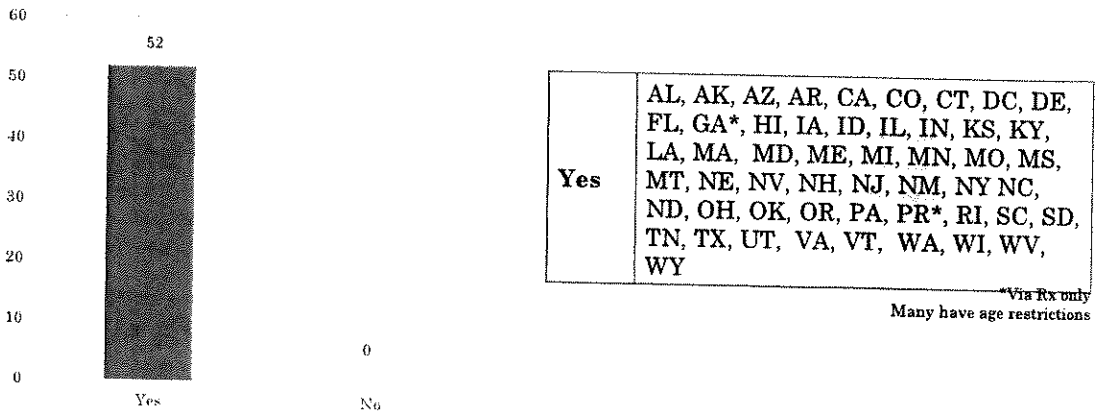 60
52
50
40
30
20
10
0
0
Yes
No
Yes
AL, AK, AZ, AR, CA, CO, CT, DC, DE,
FL, GA*, HI, IA, ID, IL, IN, KS, KY,
LA, MA, MD, ME, MI, MN, MO, MS,
MT, NE, NV, NH, NJ, NM, NY NC,
ND, OH, OK, OR, PA, PR*, RI, SC, SD,
TN, TX, UT, VA, VT, WA, WI, WV,
WY
*Via Rx only
Many have age restrictions